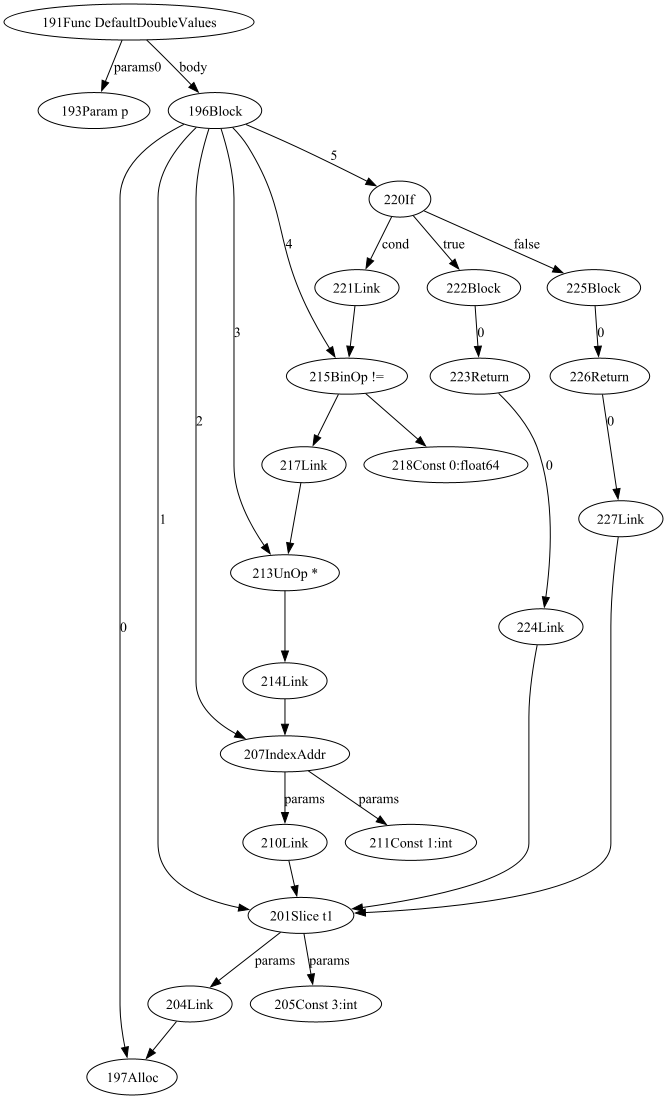 191Func DefaultDoubleValues
params0
body
193Param p
196Block
5
220If
4
cond
true
false
221Link
222Block
225Block
3
0
0
215BinOp !=
223Return
226Return
2
0
217Link
218Const 0:float64
0
1
227Link
213UnOp *
0
224Link
214Link
207IndexAddr
params
params
210Link
211Const 1:int
201Slice t1
params
params
204Link
205Const 3:int
197Alloc